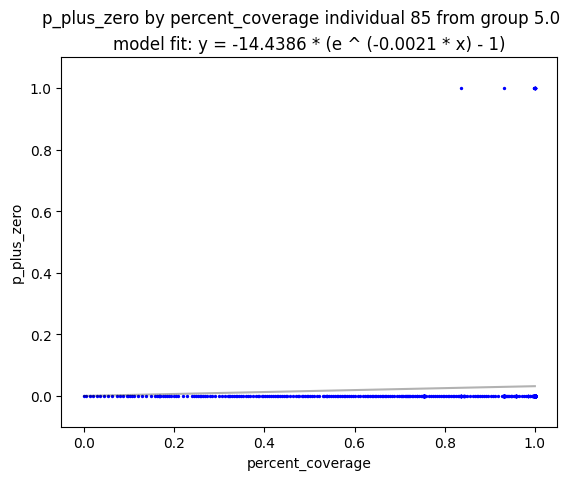 p_plus_zero by percent_coverage individual 85 from group 5.0
model fit: y = -14.4386 * (e ^ (-0.0021 * x) - 1)
1.0
0.8
0.6
0.4
0.2
0.0
p_plus_zero
0.0 0.2 0.4 0.6 0.8 1.0
percent_coverage